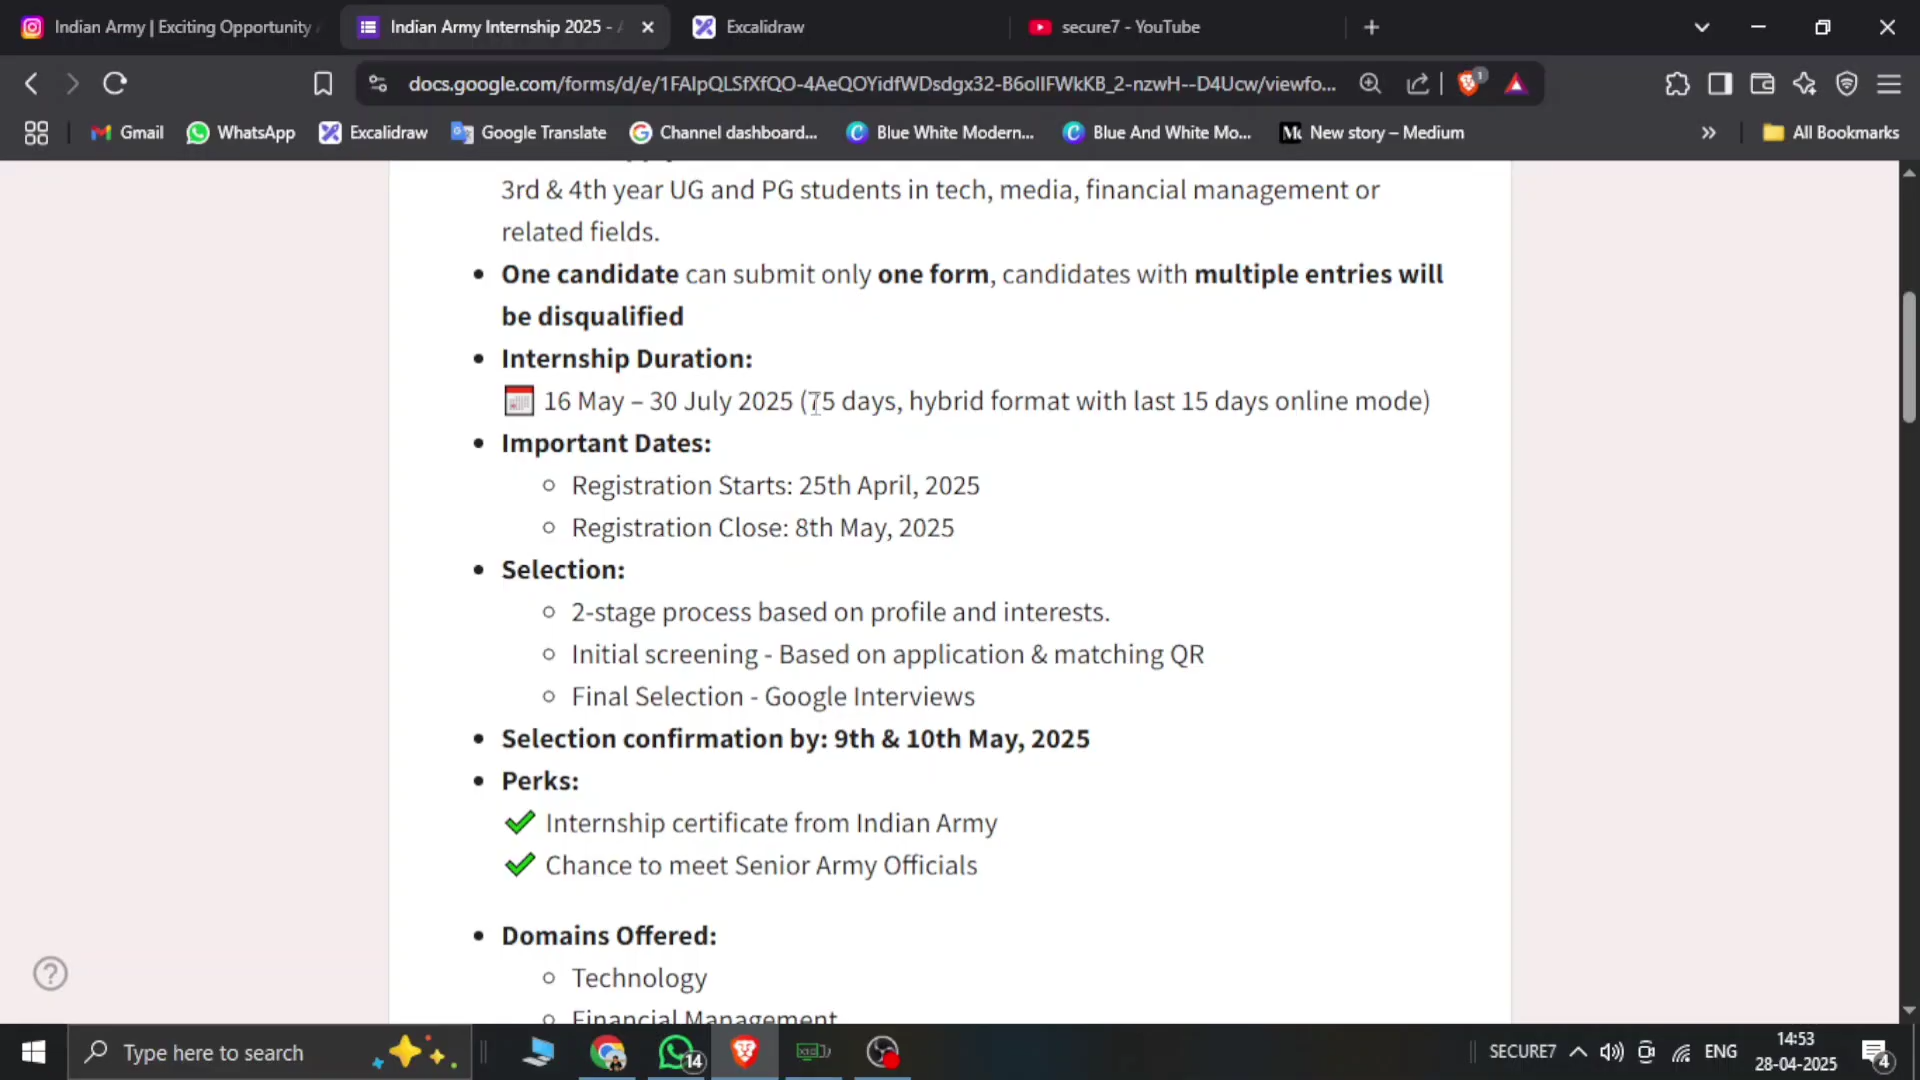 Indian Army | Exciting Opportunity
Indian Army Internship 2025 -
Excalidraw
secure7 - YouTube
docs.google.com/forms/d/e/1FAIpQLSfXfQO-4AeQOYidfWDsdgx32-B6oIIFWkKB_2-nzwH--D4Ucw/viewfo...
1
Gmail
WhatsApp
Excalidraw
Google Translate
Channel dashboard...
Blue White Modern...
Blue And White Mo...
New story – Medium
»
All Bookmarks
3rd & 4th year UG and PG students in tech, media, financial management or
related fields.
• One candidate can submit only one form, candidates with multiple entries will
be disqualified
• Internship Duration:
16 May – 30 July 2025 (75 days, hybrid format with last 15 days online mode)
• Important Dates:
Registration Starts: 25th April, 2025
Registration Close: 8th May, 2025
• Selection:
2-stage process based on profile and interests.
Initial screening - Based on application & matching QR
Final Selection - Google Interviews
• Selection confirmation by: 9th & 10th May, 2025
• Perks:
Internship certificate from Indian Army
Chance to meet Senior Army Officials
• Domains Offered:
Technology
Financial Management
Type here to search
14
SECURE7
ENG
14:53
28-04-2025
4